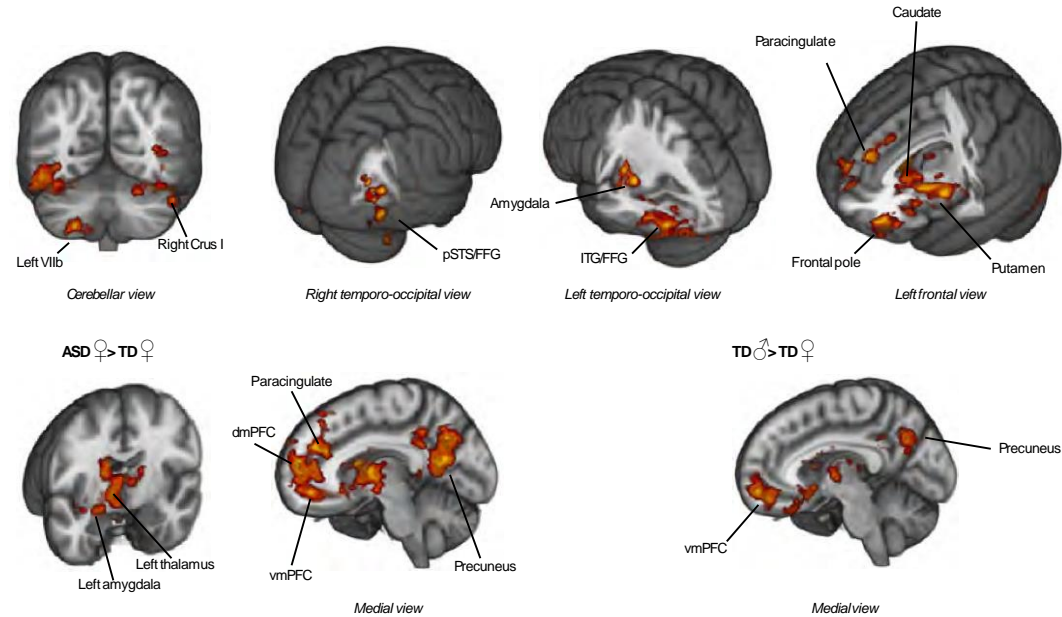 Caudate
Paracingulate
Amygdala
Right Crus I
Left VIIb
pSTS/FFG
ITG/FFG
Frontal pole
Putamen
Cerebellar view
Right temporo-occipital view
Left temporo-occipital view
Left frontal view
ASD ♀ > TD ♀
TD ♂ > TD ♀
Paracingulate
dmPFC
Precuneus
vmPFC
Left thalamus
Left amygdala
vmPFC
Precuneus
Medial view
Medial view